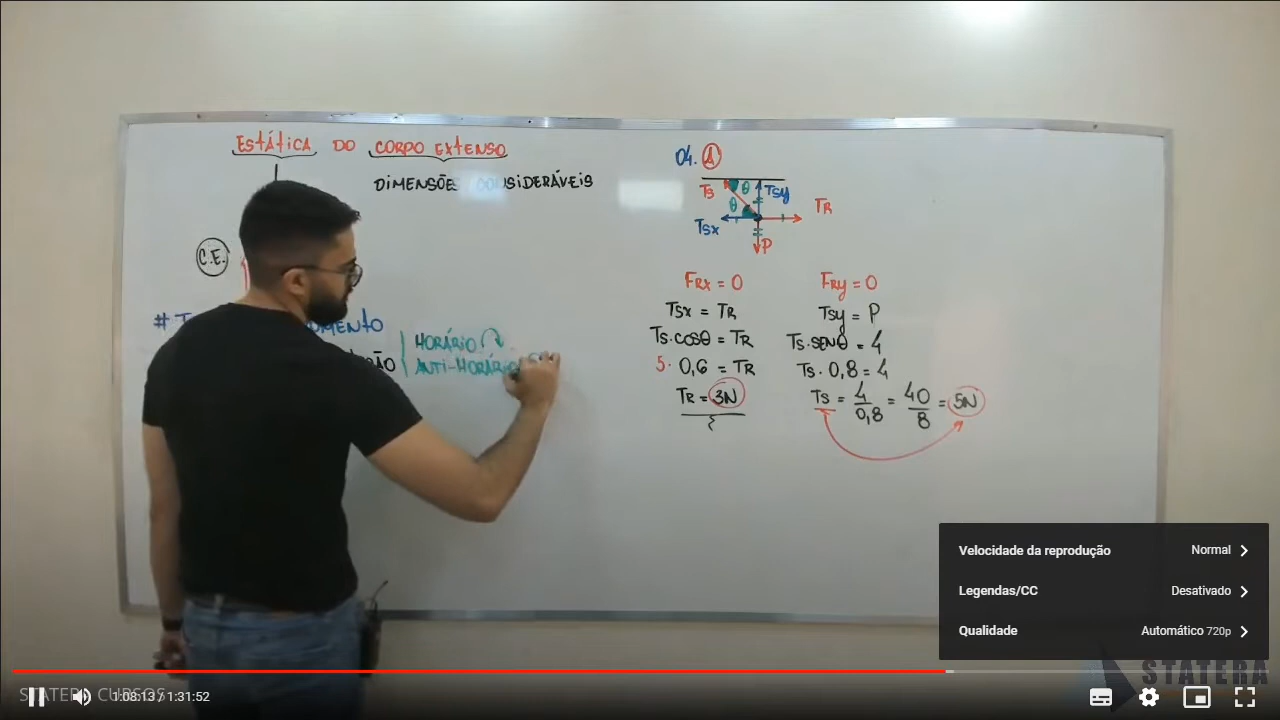 ESTÁTICA DO CORPO EXTENSO
DIMENSÕES CONSIDERÁVEIS
C.E.
#
HORÁRIO
ANTI-HORÁRIO
04. A
Ts θ Tsy
θ TR
Tsx
P
FRx = 0
Tsx = TR
Ts·cosθ = TR
5· 0,6 = TR
TR = 3N
FRy = 0
Tsy = P
Ts·senθ = 4
Ts· 0,8 = 4
Ts = 4/0,8 = 40/8 = 5N
Velocidade da reprodução Normal
Legendas/CC Desativado
Qualidade Automático 720p
STATERA
STATERA CURSOS
1:08:13 / 1:31:52